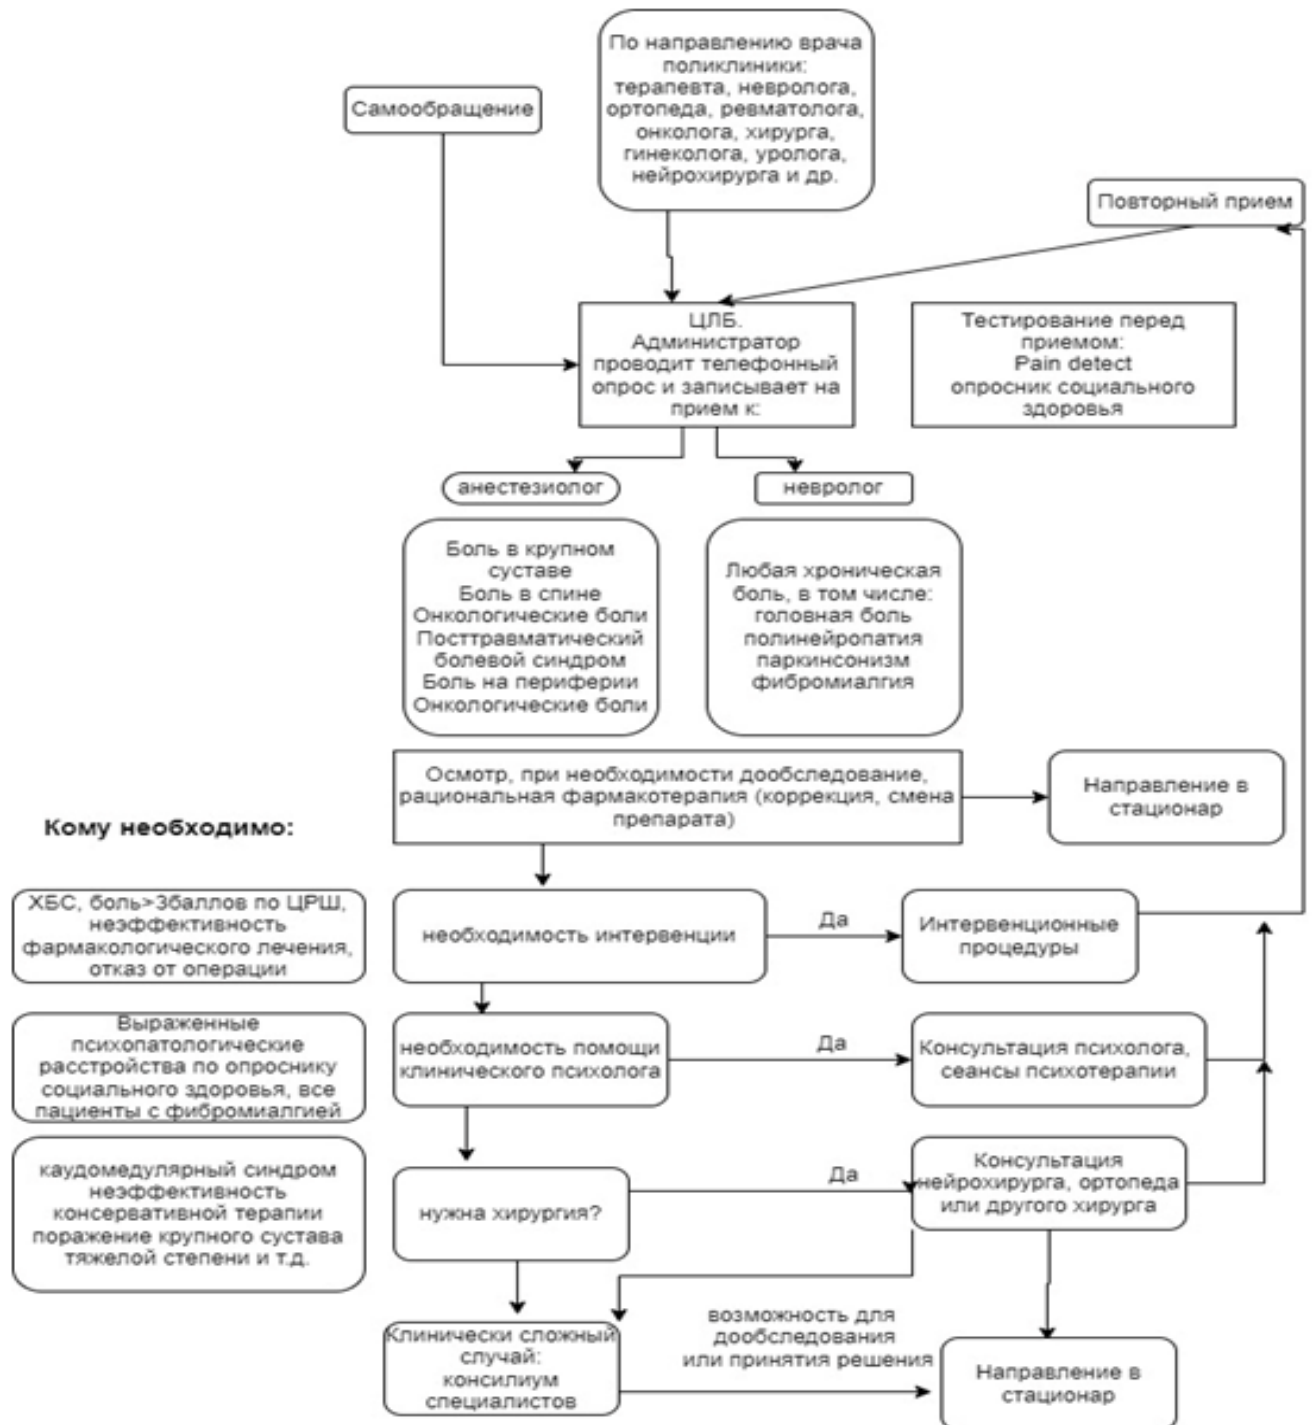 По направлению врача
поликлиники:
терапевта, невролога,
ортопеда, ревматолога,
онколога, хирурга,
гинеколога, уролога,
нейрохирурга и др.
Самообращение
Повторный прием
ЦЛБ.
Администратор
проводит телефонный
опрос и записывает на
прием к:
Тестирование перед
приемом:
Pain detect
опросник социального
здоровья
анестезиолог
невролог
Боль в крупном
суставе
Боль в спине
Онкологические боли
Посттравматический
болевой синдром
Боль на периферии
Онкологические боли
Любая хроническая
боль, в том числе:
головная боль
полинейропатия
паркинсонизм
фибромиалгия
Осмотр, при необходимости дообследование,
рациональная фармакотерапия (коррекция, смена
препарата)
Направление в
стационар
Кому необходимо:
ХБС, боль>3баллов по ЦРШ,
неэффективность
фармакологического лечения,
отказ от операции
необходимость интервенции
Да
Интервенционные
процедуры
Выраженные
психопатологические
расстройства по опроснику
социального здоровья, все
пациенты с фибромиалгией
необходимость помощи
клинического психолога
Да
Консультация психолога,
сеансы психотерапии
каудомедулярный синдром
неэффективность
консервативной терапии
поражение крупного сустава
тяжелой степени и т.д.
нужна хирургия?
Да
Консультация
нейрохирурга, ортопеда
или другого хирурга
Клинически сложный
случай:
консилиум
специалистов
возможность для
дообследования
или принятия решения
Направление в
стационар